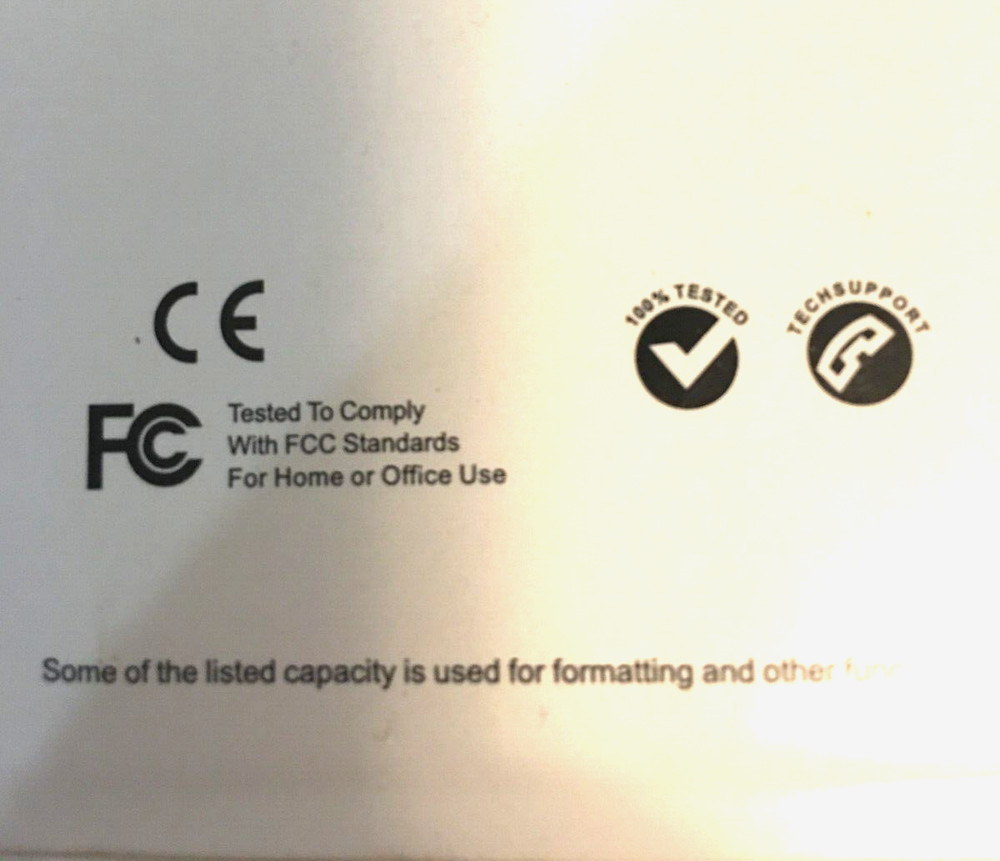 CE
100% TESTED
TECHSUPPORT
FC
Tested To Comply
With FCC Standards
For Home or Office Use
Some of the listed capacity is used for formatting and other